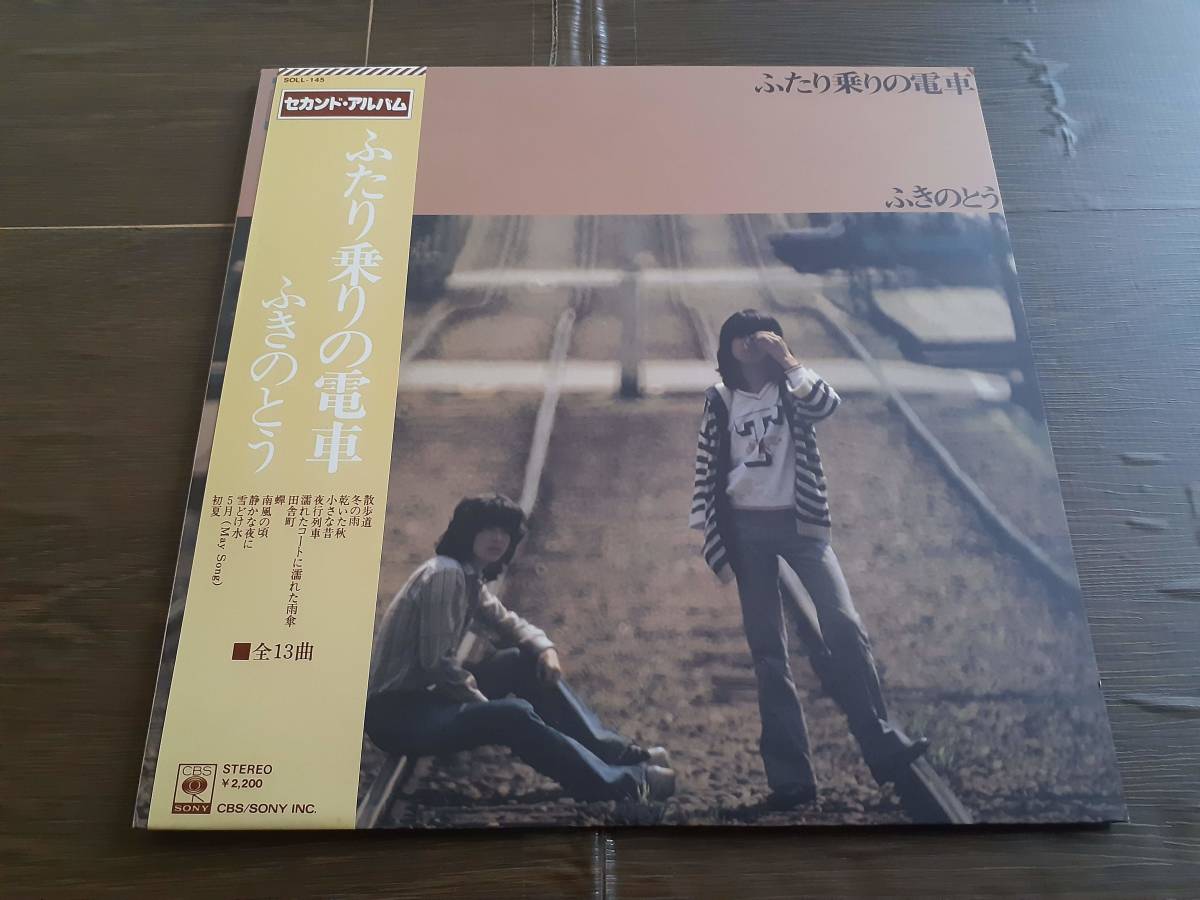 SOLL-145
セカンド・アルバム
ふたり乗りの電車
ふきのとう
散歩道
冬の雨
乾いた秋
小さな昔
夜行列車
濡れたコートに濡れた雨傘
田舎町
蟬
南風の頃
静かな夜に
雪どけ水
5月 (May Song)
初夏
■全13曲
CBS
SONY
STEREO
¥2,200
CBS/SONY INC.
ふたり乗りの電車
ふきのとう
T